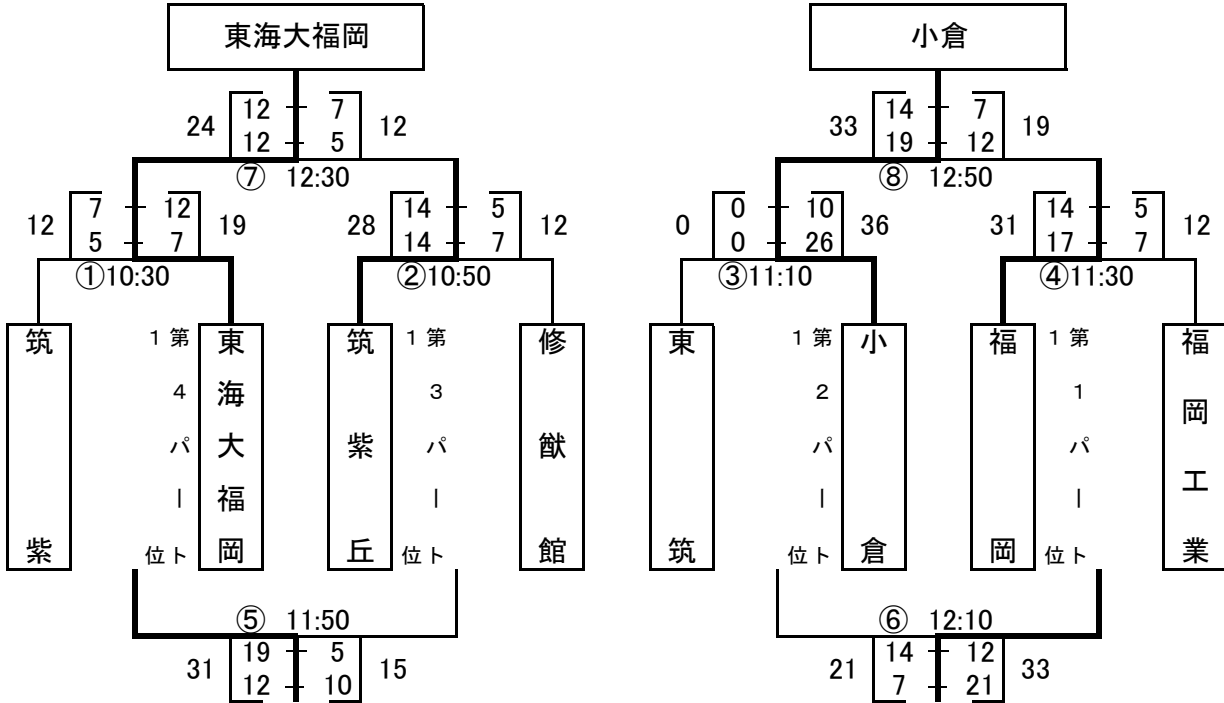 東海大福岡
小倉
24 12 7 12
12 5
⑦ 12:30
33 14 7 19
19 12
⑧ 12:50
12 7 12 19
5 7
①10:30
28 14 5 12
14 7
②10:50
0 0 10 36
0 26
③11:10
31 14 5 12
17 7
④11:30
筑紫
第4パート
1位
東海大福岡
筑紫丘
第3パート
1位
修猷館
東筑
第2パート
1位
小倉
福岡
第1パート
1位
福岡工業
⑤ 11:50
31 19 5 15
12 10
⑥ 12:10
21 14 12 33
7 21